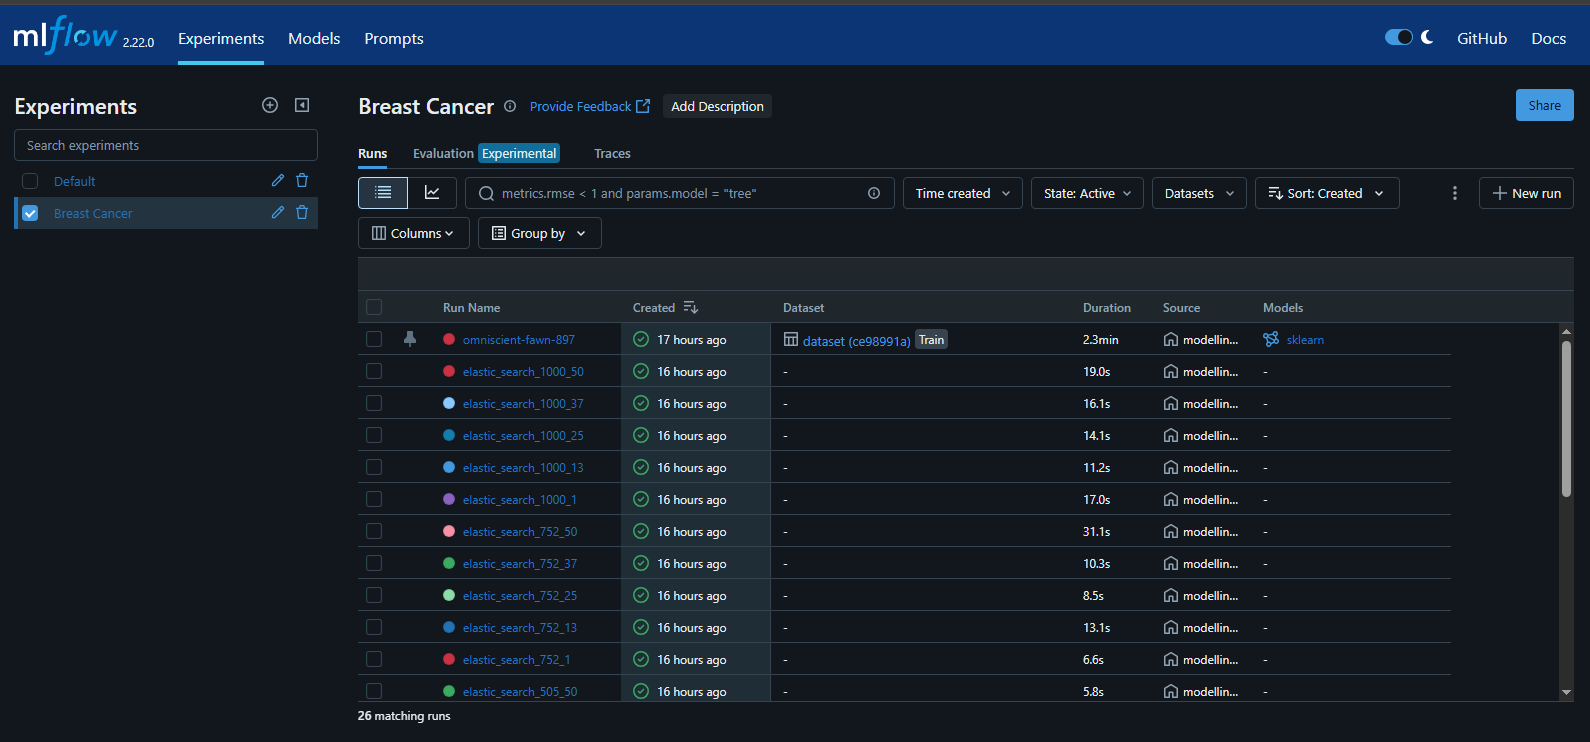 mlflow 2.22.0 Experiments Models Prompts GitHub Docs
Experiments
Search experiments
Default
Breast Cancer
Breast Cancer Provide Feedback Add Description Share
Runs Evaluation Experimental Traces
metrics.rmse < 1 and params.model = "tree" Time created State: Active Datasets Sort: Created New run
Columns Group by
Run Name Created Dataset Duration Source Models
omniscient-fawn-897 17 hours ago dataset (ce98991a) Train 2.3min modellin... sklearn
elastic_search_1000_50 16 hours ago - 19.0s modellin... -
elastic_search_1000_37 16 hours ago - 16.1s modellin... -
elastic_search_1000_25 16 hours ago - 14.1s modellin... -
elastic_search_1000_13 16 hours ago - 11.2s modellin... -
elastic_search_1000_1 16 hours ago - 17.0s modellin... -
elastic_search_752_50 16 hours ago - 31.1s modellin... -
elastic_search_752_37 16 hours ago - 10.3s modellin... -
elastic_search_752_25 16 hours ago - 8.5s modellin... -
elastic_search_752_13 16 hours ago - 13.1s modellin... -
elastic_search_752_1 16 hours ago - 6.6s modellin... -
elastic_search_505_50 16 hours ago - 5.8s modellin... -
26 matching runs